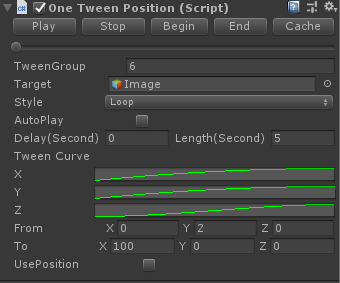 One Tween Position (Script)
Play Stop Begin End Cache
TweenGroup 6
Target Image
Style Loop
AutoPlay
Delay(Second) 0 Length(Second) 5
Tween Curve
X
Y
Z
From X 0 Y 2 Z 0
To X 100 Y 0 Z 0
UsePosition